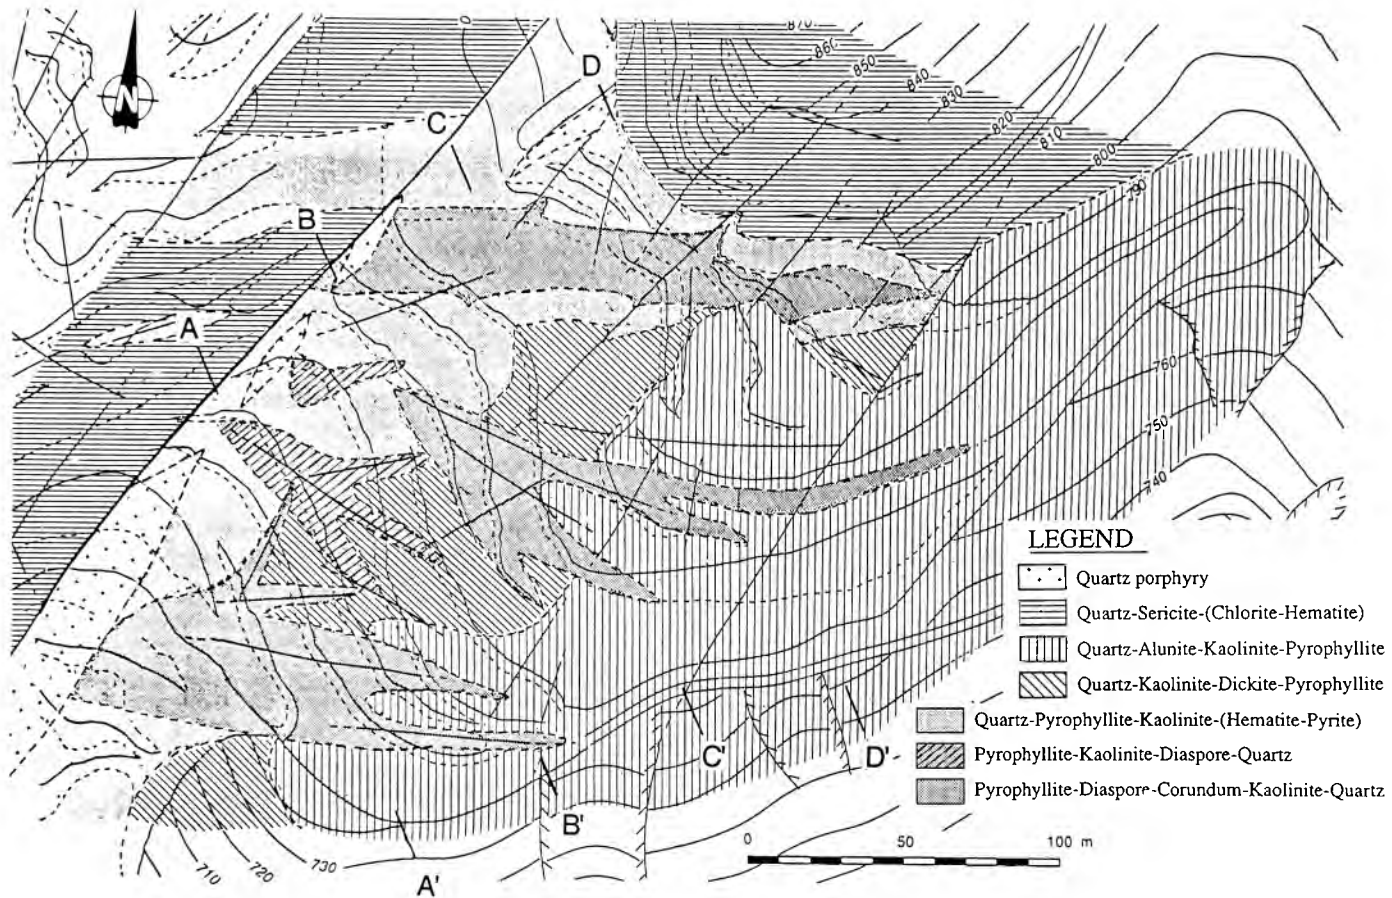 N
0
870
860
850
840
830
820
810
800
790
D
C
B
A
760
750
740
LEGEND
Quartz porphyry
Quartz-Sericite-(Chlorite-Hematite)
Quartz-Alunite-Kaolinite-Pyrophyllite
Quartz-Kaolinite-Dickite-Pyrophyllite
Quartz-Pyrophyllite-Kaolinite-(Hematite-Pyrite)
Pyrophyllite-Kaolinite-Diaspore-Quartz
Pyrophyllite-Diaspore-Corundum-Kaolinite-Quartz
C'
D'
B'
A'
0 50 100 m
710
720
730